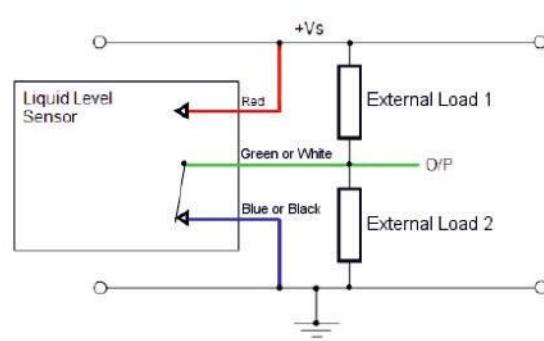 +Vs
Liquid Level
Sensor
Red
External Load 1
Green or White
O/P
Blue or Black
External Load 2